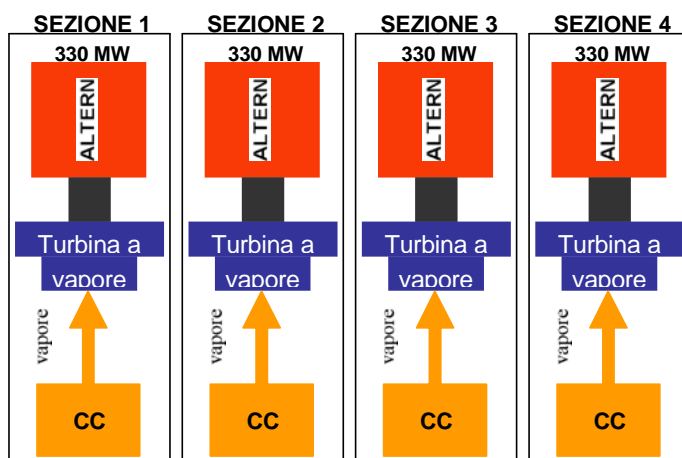 SEZIONE 1
330 MW
ALTERN
Turbina a
vapore
vapore
CC
SEZIONE 2
330 MW
ALTERN
Turbina a
vapore
vapore
CC
SEZIONE 3
330 MW
ALTERN
Turbina a
vapore
vapore
CC
SEZIONE 4
330 MW
ALTERN
Turbina a
vapore
vapore
CC